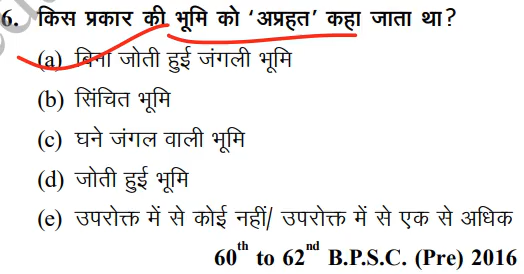 6. किस प्रकार की भूमि को ‘अप्रहत’ कहा जाता था?
(a) बिना जोती हुई जंगली भूमि
(b) सिंचित भूमि
(c) घने जंगल वाली भूमि
(d) जोती हुई भूमि
(e) उपरोक्त में से कोई नहीं/ उपरोक्त में से एक से अधिक
60th to 62nd B.P.S.C. (Pre) 2016